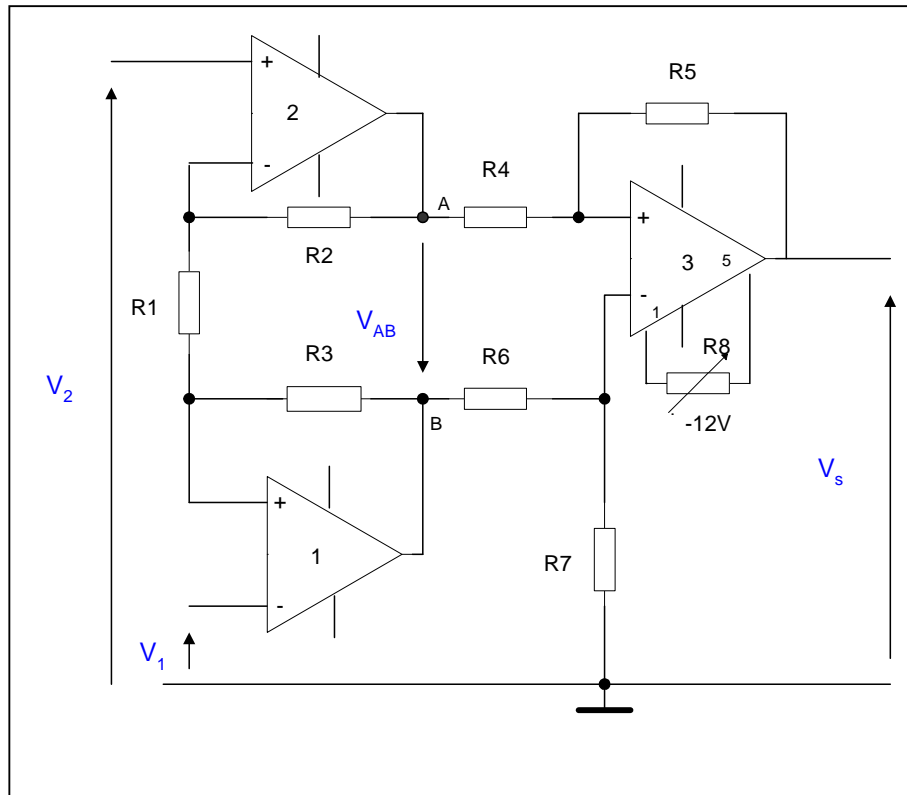 R5
+
2
-
R4
A
+
3
5
R2
-
1
R1
V_AB
R3
R6
R8
V_2
B
-12V
V_s
+
1
R7
-
V_1